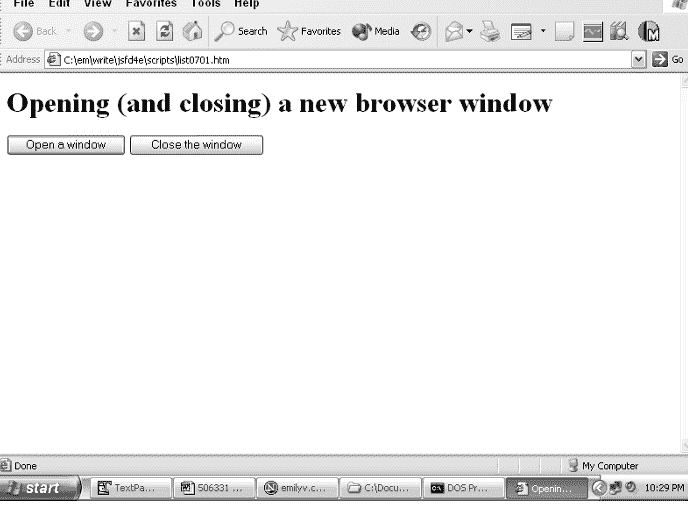 File Edit View Favorites Tools Help
Back Search Favorites Media
Address C:\em\write\jsfd4e\scripts\list0701.htm Go
Opening (and closing) a new browser window
Open a window Close the window
Done My Computer
start TextPa... 506331 ... emilyv.c... C:\Docu... DOS Pr... Openin... 10:29 PM